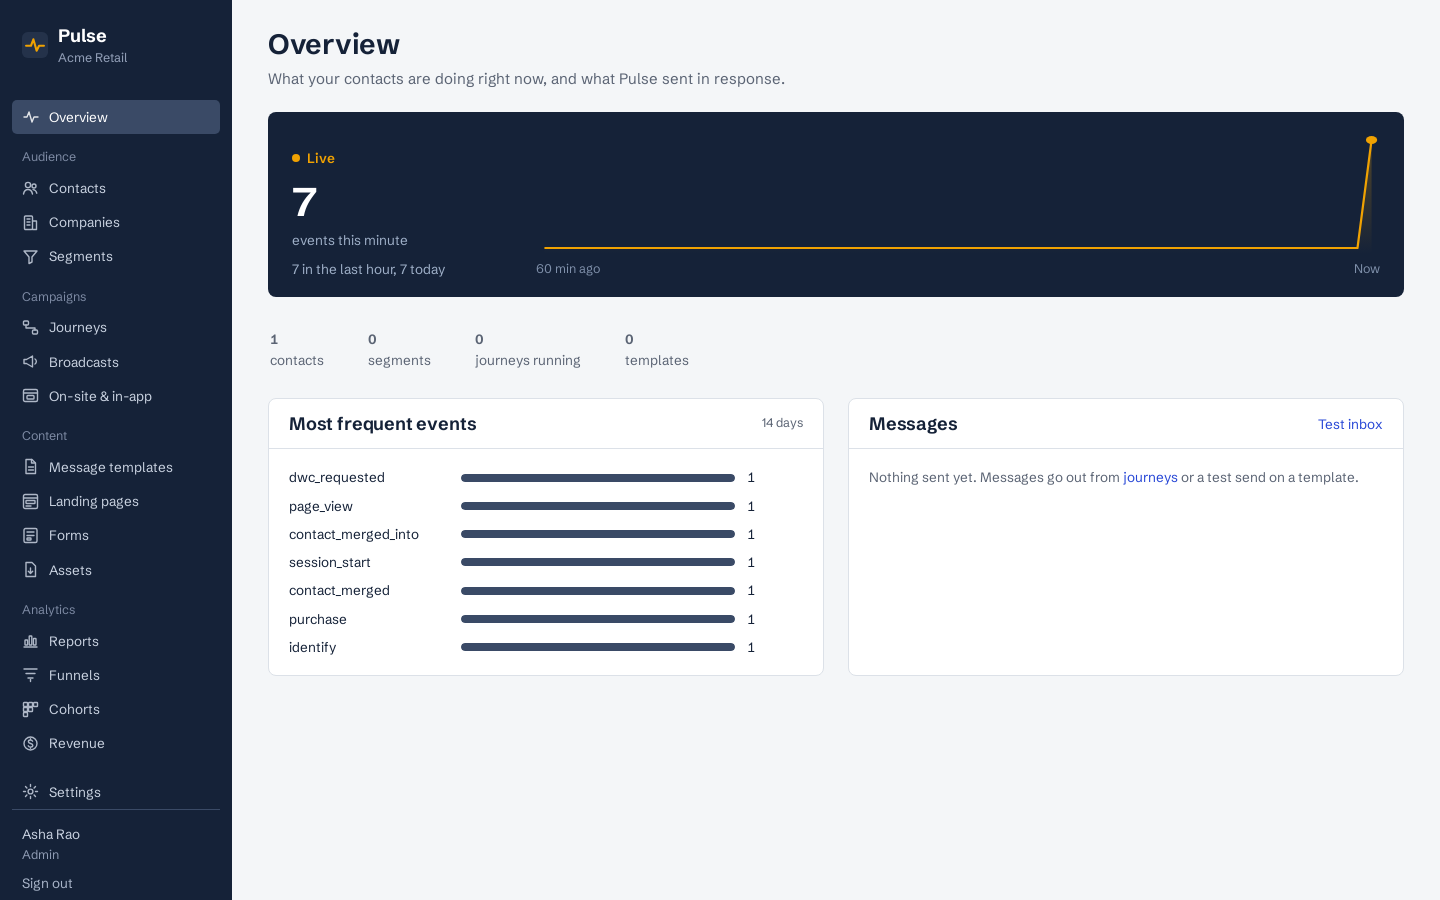 Pulse
Acme Retail
Overview
Audience
Contacts
Companies
Segments
Campaigns
Journeys
Broadcasts
On-site & in-app
Content
Message templates
Landing pages
Forms
Assets
Analytics
Reports
Funnels
Cohorts
Revenue
Settings
Asha Rao
Admin
Sign out
Overview
What your contacts are doing right now, and what Pulse sent in response.
Live
7
events this minute
7 in the last hour, 7 today
60 min ago
Now
1 contacts
0 segments
0 journeys running
0 templates
Most frequent events
14 days
dwc_requested 1
page_view 1
contact_merged_into 1
session_start 1
contact_merged 1
purchase 1
identify 1
Messages
Test inbox
Nothing sent yet. Messages go out from journeys or a test send on a template.